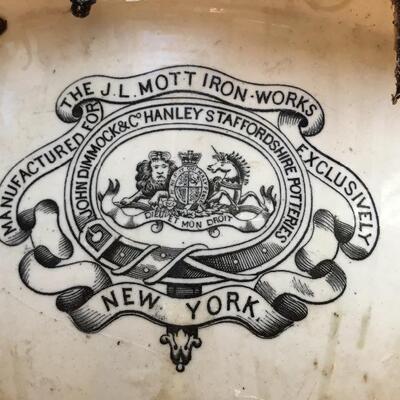 MANUFACTURED FOR THE J.L. MOTT IRON·WORKS EXCLUSIVELY
JOHN DIMMOCK & Co HANLEY STAFFORDSHIRE POTTERIES
DIEU ET MON DROIT
NEW YORK